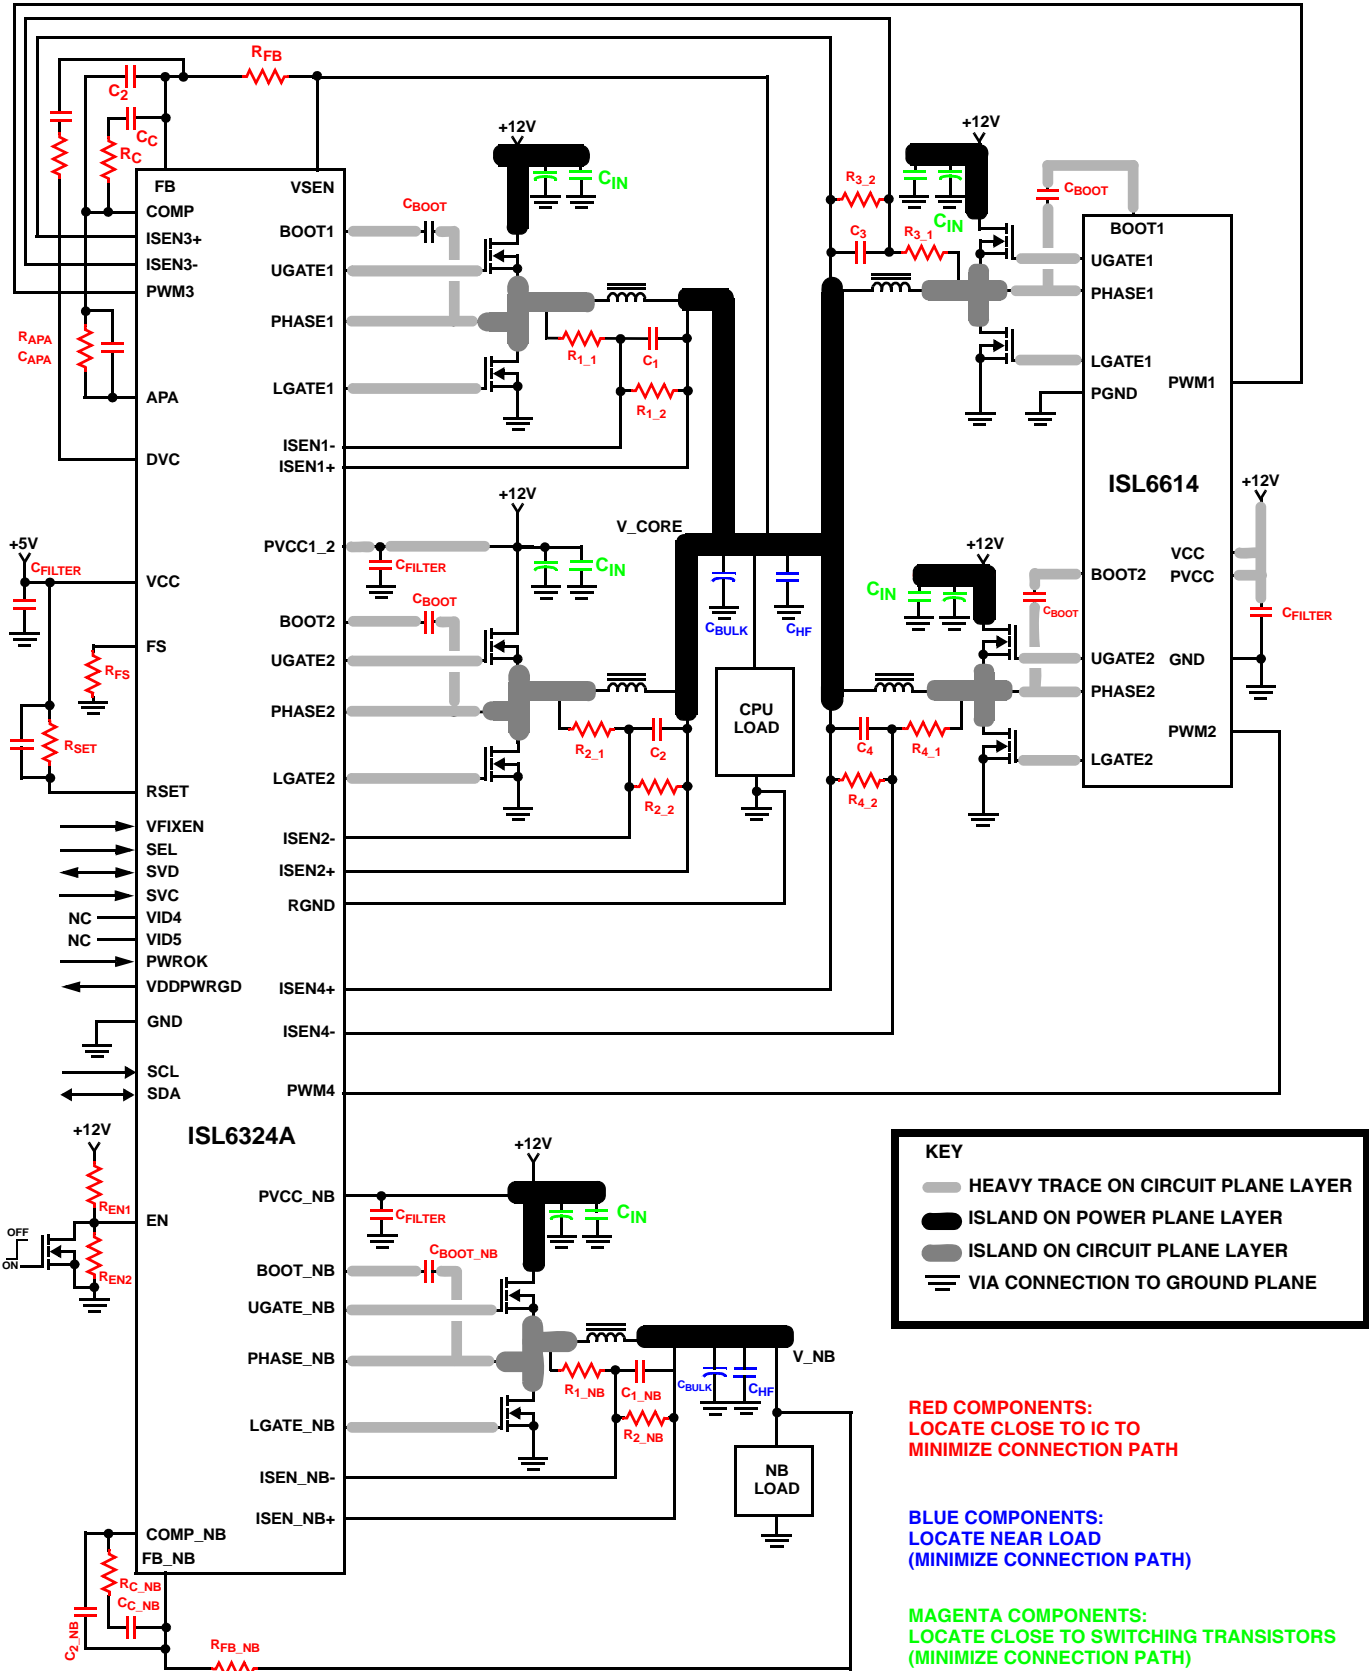 RFB
C2
CC
RC
+12V
+12V
FB
VSEN
COMP
ISEN3+
ISEN3-
PWM3
RAPA
CAPA
APA
DVC
BOOT1
UGATE1
PHASE1
LGATE1
ISEN1-
ISEN1+
CBOOT
CIN
R1_1
C1
R1_2
R3_2
C3
R3_1
CIN
CBOOT
BOOT1
UGATE1
PHASE1
LGATE1
PGND
PWM1
ISL6614
+12V
VCC
PVCC
CFILTER
GND
BOOT2
UGATE2
PHASE2
PWM2
LGATE2
+12V
CIN
CBOOT
C4
R4_1
R4_2
+5V
CFILTER
VCC
FS
RFS
RSET
RSET
+12V
PVCC1_2
CFILTER
CIN
V_CORE
BOOT2
CBOOT
UGATE2
PHASE2
LGATE2
R2_1
C2
R2_2
CBULK
CHF
CPU
LOAD
VFIXEN
SEL
SVD
SVC
NC
VID4
NC
VID5
PWROK
VDDPWRGD
GND
SCL
SDA
ISEN2-
ISEN2+
RGND
ISEN4+
ISEN4-
PWM4
ISL6324A
+12V
REN1
EN
OFF
ON
REN2
+12V
PVCC_NB
CFILTER
CIN
BOOT_NB
CBOOT_NB
UGATE_NB
PHASE_NB
LGATE_NB
R1_NB
C1_NB
R2_NB
V_NB
CBULK
CHF
NB
LOAD
ISEN_NB-
ISEN_NB+
COMP_NB
FB_NB
RC_NB
CC_NB
C2_NB
RFB_NB
KEY
HEAVY TRACE ON CIRCUIT PLANE LAYER
ISLAND ON POWER PLANE LAYER
ISLAND ON CIRCUIT PLANE LAYER
VIA CONNECTION TO GROUND PLANE
RED COMPONENTS:
LOCATE CLOSE TO IC TO
MINIMIZE CONNECTION PATH
BLUE COMPONENTS:
LOCATE NEAR LOAD
(MINIMIZE CONNECTION PATH)
MAGENTA COMPONENTS:
LOCATE CLOSE TO SWITCHING TRANSISTORS
(MINIMIZE CONNECTION PATH)